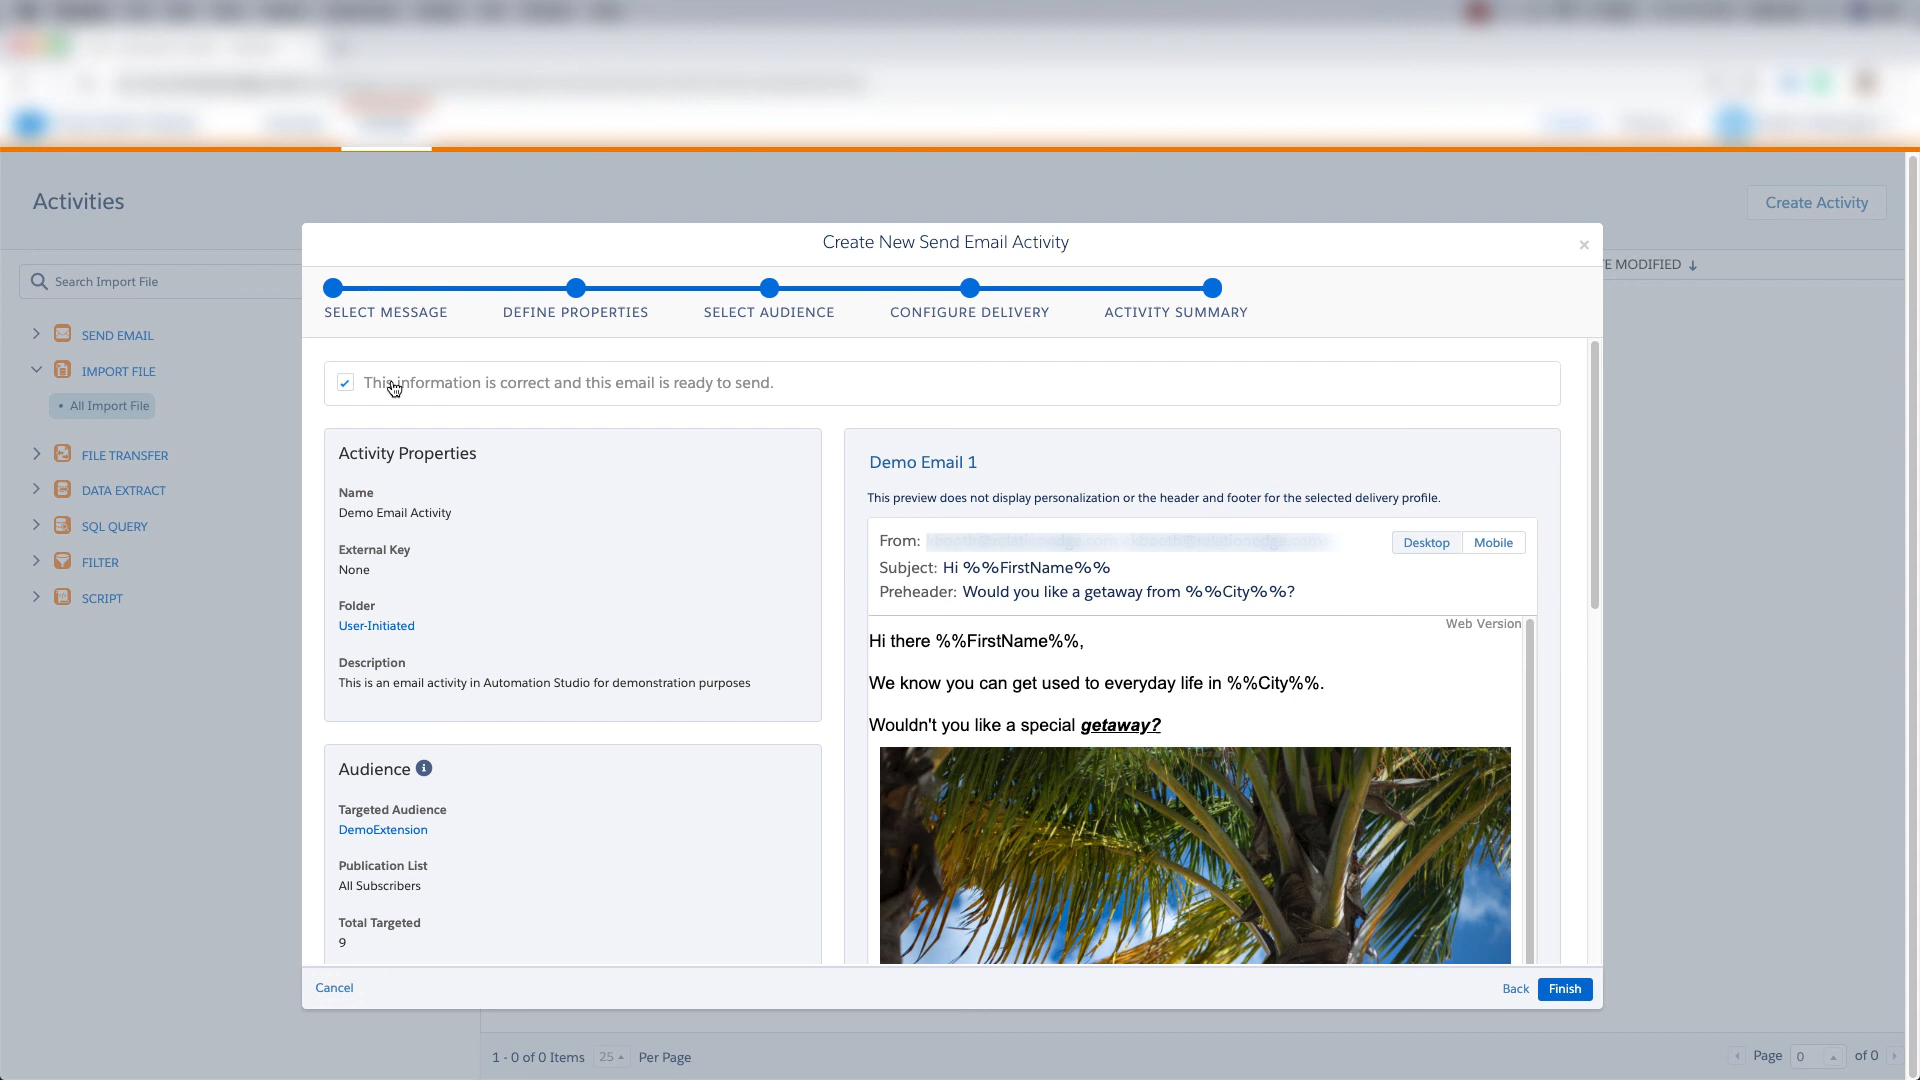 Activities
Create Activity
Create New Send Email Activity
×
Search Import File
E MODIFIED ↓
SELECT MESSAGE
DEFINE PROPERTIES
SELECT AUDIENCE
CONFIGURE DELIVERY
ACTIVITY SUMMARY
SEND EMAIL
IMPORT FILE
• All Import File
FILE TRANSFER
DATA EXTRACT
SQL QUERY
FILTER
SCRIPT
This information is correct and this email is ready to send.
Activity Properties
Name
Demo Email Activity
External Key
None
Folder
User-Initiated
Description
This is an email activity in Automation Studio for demonstration purposes
Audience
Targeted Audience
DemoExtension
Publication List
All Subscribers
Total Targeted
9
Demo Email 1
This preview does not display personalization or the header and footer for the selected delivery profile.
From:
Desktop
Mobile
Subject: Hi %%FirstName%%
Preheader: Would you like a getaway from %%City%%?
Web Version
Hi there %%FirstName%%,
We know you can get used to everyday life in %%City%%.
Wouldn't you like a special getaway?
Cancel
Back
Finish
1 - 0 of 0 Items
25
Per Page
Page
0
of 0